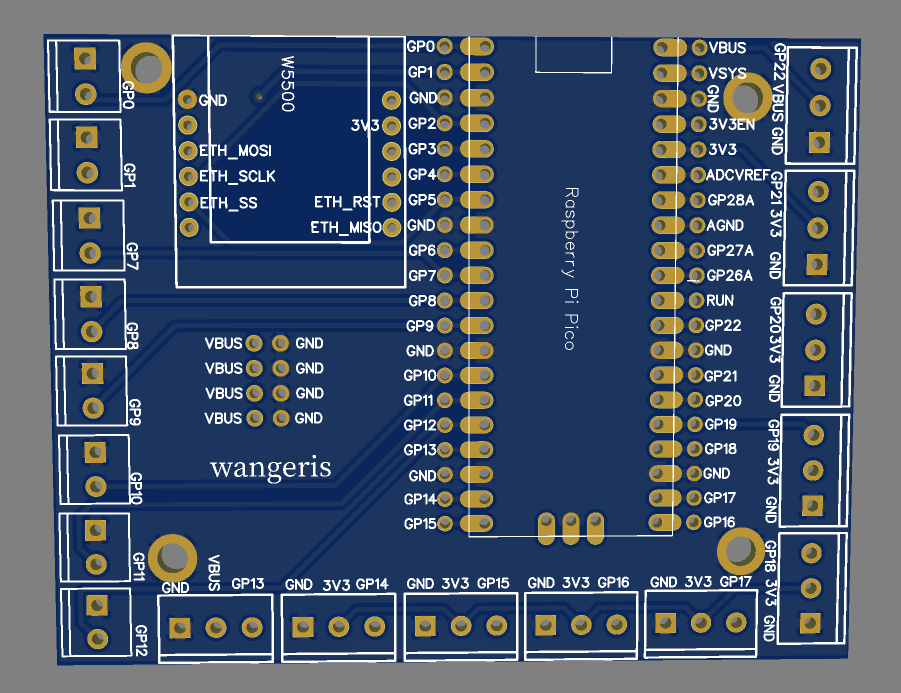 GP0
GP1
GP7
GP8
GP9
GP10
GP11
GP12
W5500
GND
3V3
ETH_MOSI
ETH_SCLK
ETH_SS
ETH_RST
ETH_MISO
VBUS GND
VBUS GND
VBUS GND
VBUS GND
wangeris
GP0
GP1
GND
GP2
GP3
GP4
GP5
GND
GP6
GP7
GP8
GP9
GND
GP10
GP11
GP12
GP13
GND
GP14
GP15
Raspberry Pi Pico
VBUS
VSYS
GND
3V3EN
3V3
ADCVREF
GP28A
AGND
GP27A
GP26A
RUN
GP22
GND
GP21
GP20
GP19
GP18
GND
GP17
GP16
GP22 VBUS GND
GP21 3V3 GND
GP20 3V3 GND
GP19 3V3 GND
GP18 3V3 GND
GND VBUS GP13
GND 3V3 GP14
GND 3V3 GP15
GND 3V3 GP16
GND 3V3 GP17